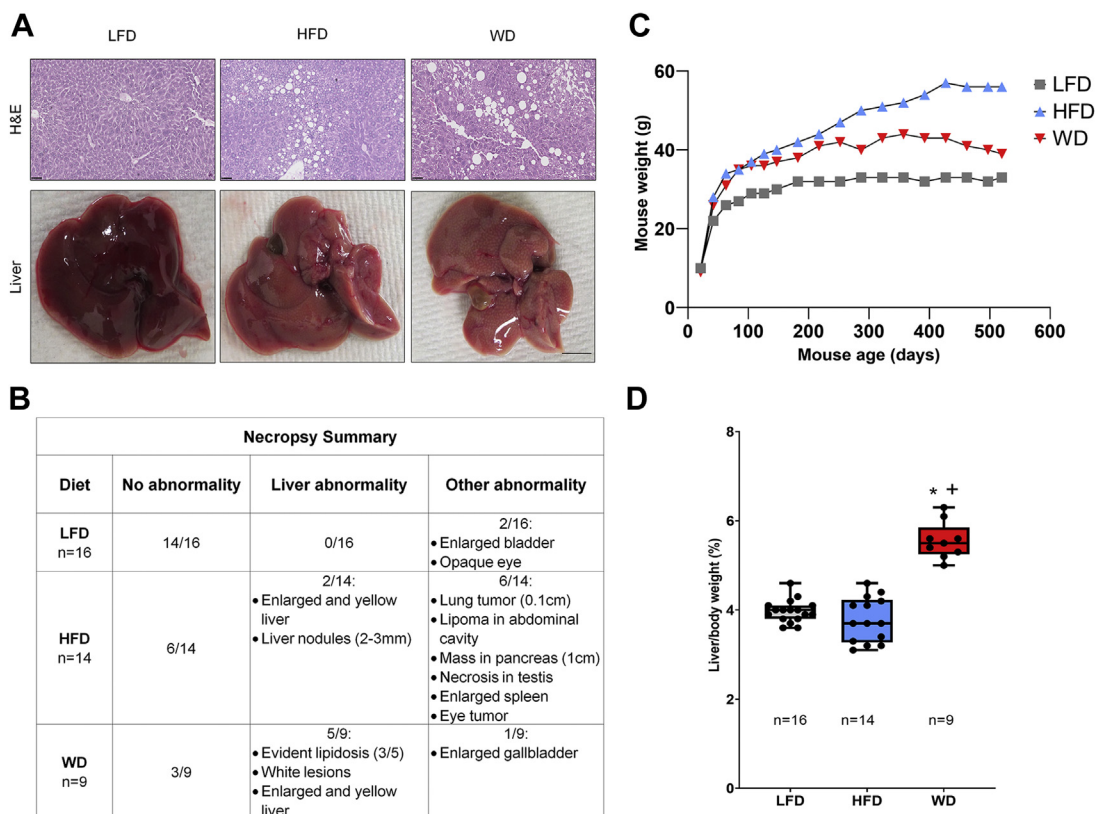 A
LFD
HFD
WD
H&E
Liver
B
Necropsy Summary
Diet
No abnormality
Liver abnormality
Other abnormality
LFD
n=16
14/16
0/16
2/16:
• Enlarged bladder
• Opaque eye
HFD
n=14
6/14
2/14:
• Enlarged and yellow
liver
• Liver nodules (2-3mm)
6/14:
• Lung tumor (0.1cm)
• Lipoma in abdominal
cavity
• Mass in pancreas (1cm)
• Necrosis in testis
• Enlarged spleen
• Eye tumor
WD
n=9
3/9
5/9:
• Evident lipidosis (3/5)
• White lesions
• Enlarged and yellow
liver
1/9:
• Enlarged gallbladder
C
Mouse weight (g)
60
40
20
0
0
100
200
300
400
500
600
Mouse age (days)
LFD
HFD
WD
D
Liver/body weight (%)
8
6
4
2
0
* +
n=16
n=14
n=9
LFD
HFD
WD